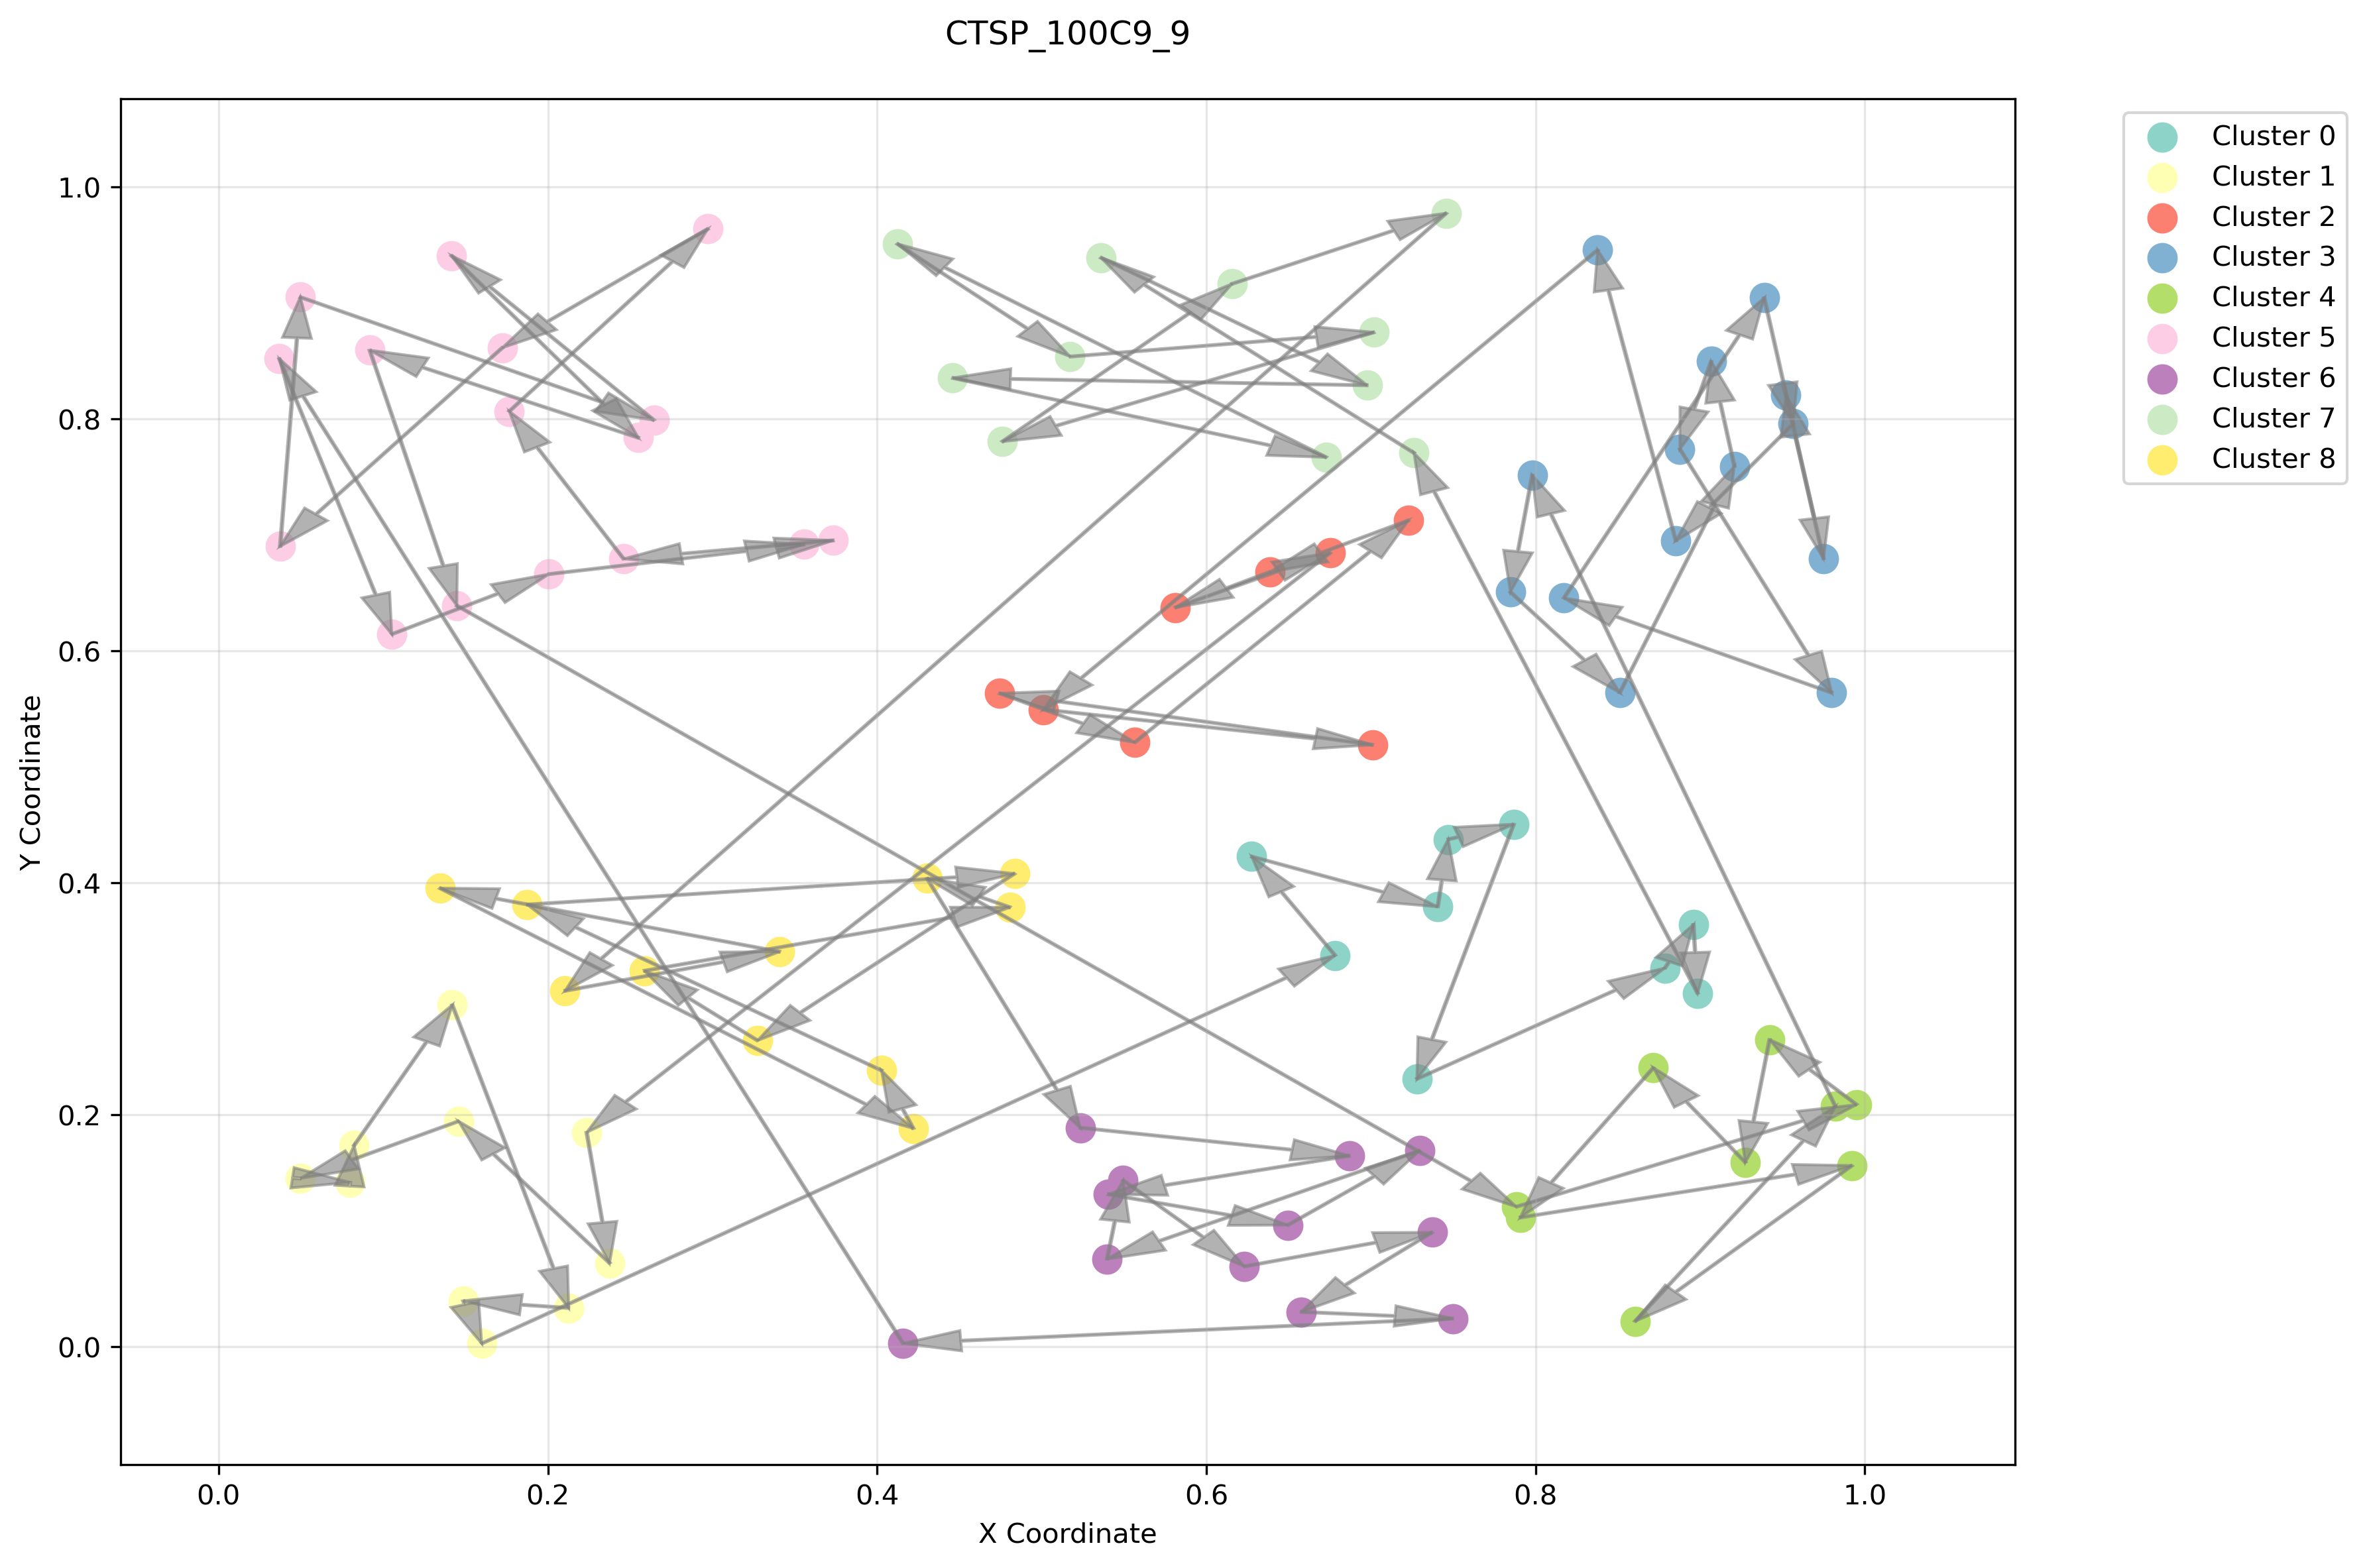 CTSP_100C9_9
Cluster 0
Cluster 1
Cluster 2
Cluster 3
Cluster 4
Cluster 5
Cluster 6
Cluster 7
Cluster 8
Y Coordinate
1.0
0.8
0.6
0.4
0.2
0.0
0.0 0.2 0.4 0.6 0.8 1.0
X Coordinate